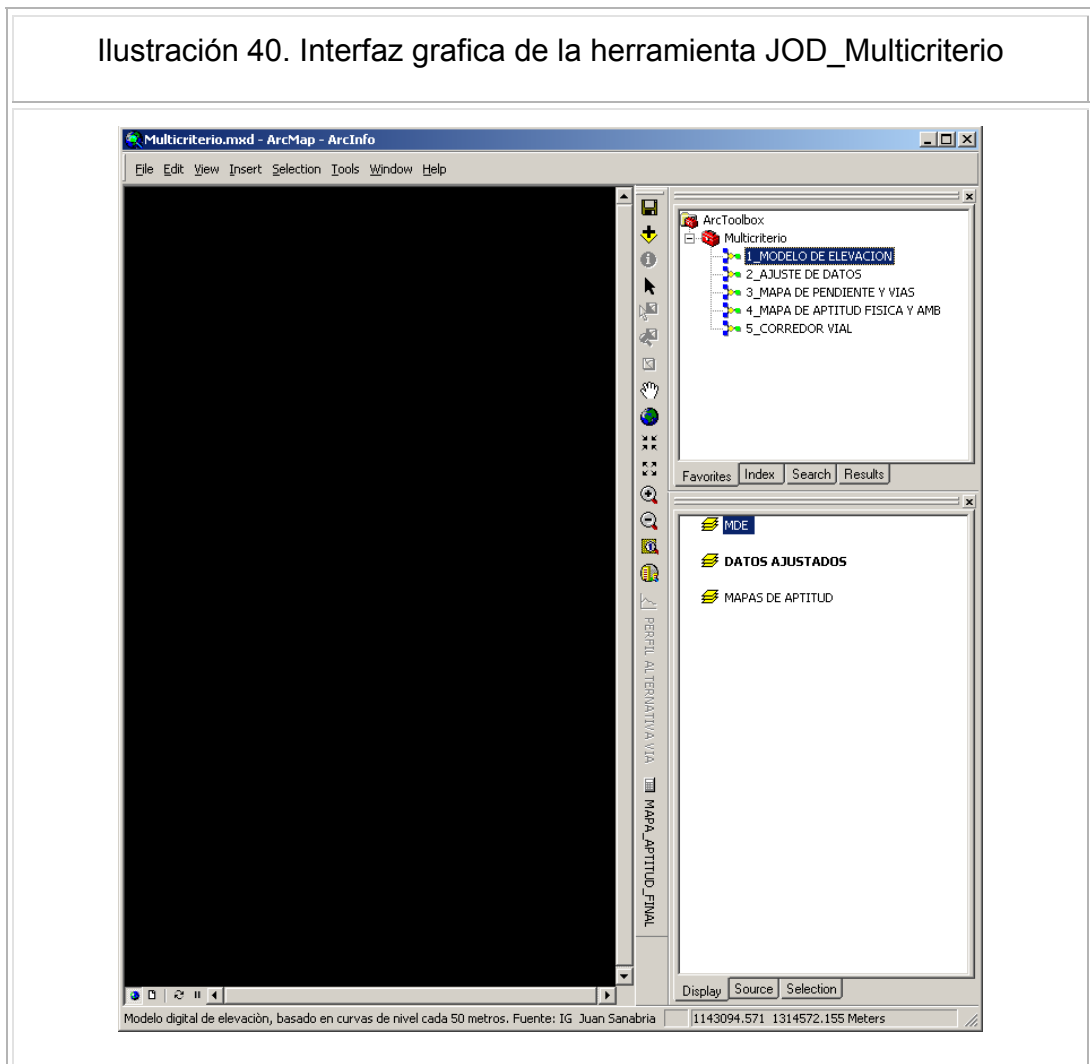 Ilustración 40. Interfaz grafica de la herramienta JOD_Multicriterio
Multicriterio.mxd - ArcMap - ArcInfo
File Edit View Insert Selection Tools Window Help
ArcToolbox
Multicriterio
1_MODELO DE ELEVACION
2_AJUSTE DE DATOS
3_MAPA DE PENDIENTE Y VIAS
4_MAPA DE APTITUD FISICA Y AMB
5_CORREDOR VIAL
Favorites Index Search Results
MDE
DATOS AJUSTADOS
MAPAS DE APTITUD
PERFIL ALTERNATIVA VIA
MAPA_APTITUD_FINAL
Display Source Selection
Modelo digital de elevaciòn, basado en curvas de nivel cada 50 metros. Fuente: IG Juan Sanabria
1143094.571 1314572.155 Meters